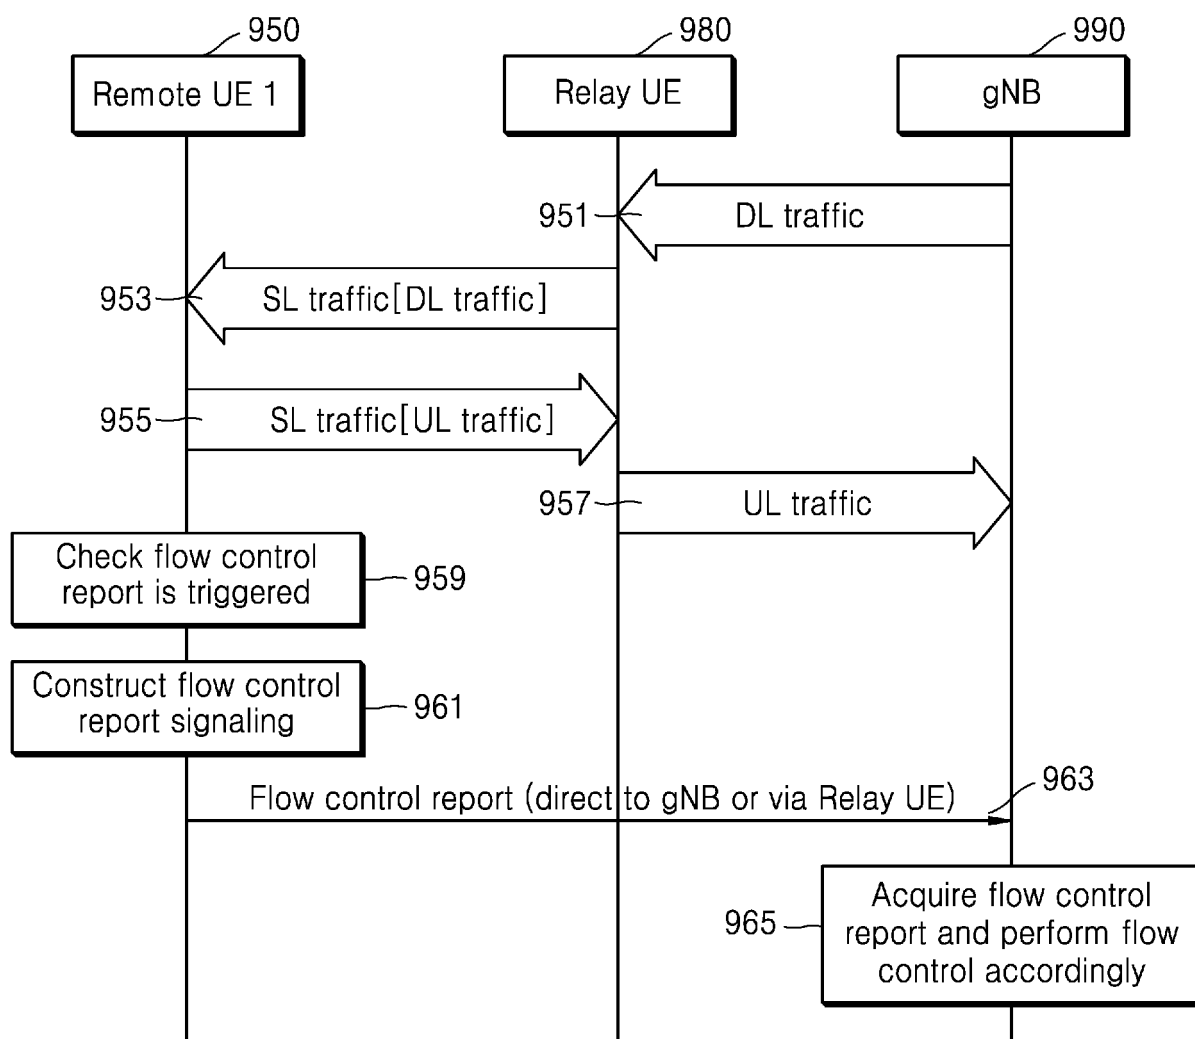 950
980
990
Remote UE 1
Relay UE
gNB
951
DL traffic
953
SL traffic[DL traffic]
955
SL traffic[UL traffic]
957
UL traffic
Check flow control
report is triggered
959
Construct flow control
report signaling
961
963
Flow control report (direct to gNB or via Relay UE)
965
Acquire flow control
report and perform flow
control accordingly